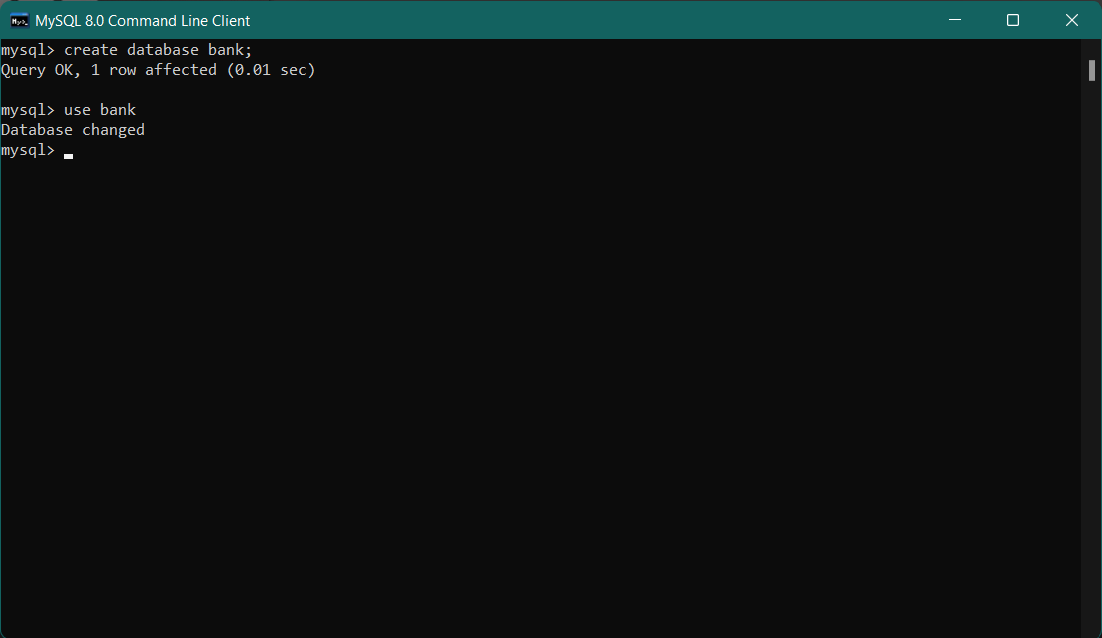 MySQL 8.0 Command Line Client
mysql> create database bank;
Query OK, 1 row affected (0.01 sec)
mysql> use bank
Database changed
mysql>